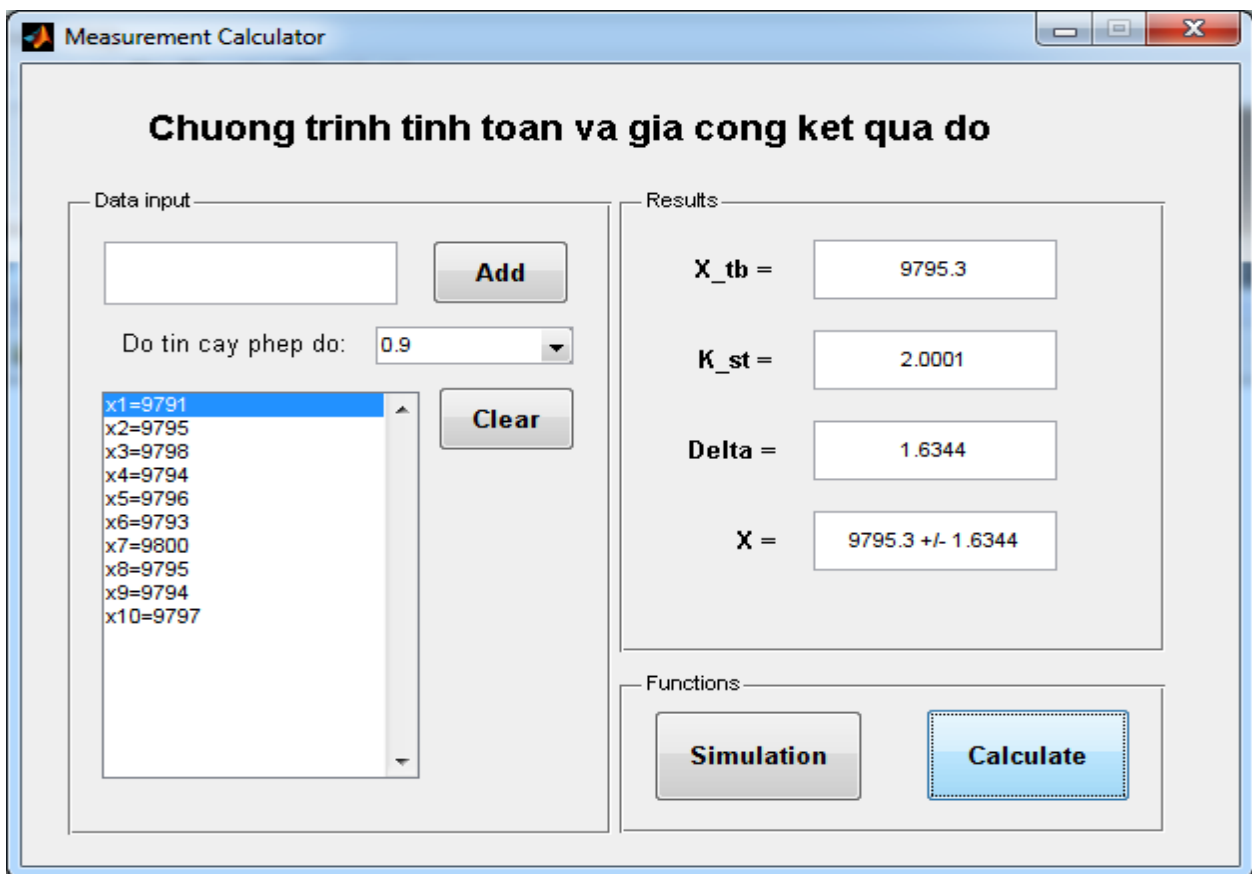 Measurement Calculator
Chuong trinh tinh toan va gia cong ket qua do
Data input
Add
Do tin cay phep do: 0.9
x1=9791
x2=9795
x3=9798
x4=9794
x5=9796
x6=9793
x7=9800
x8=9795
x9=9794
x10=9797
Clear
Results
X_tb = 9795.3
K_st = 2.0001
Delta = 1.6344
X = 9795.3 +/- 1.6344
Functions
Simulation
Calculate